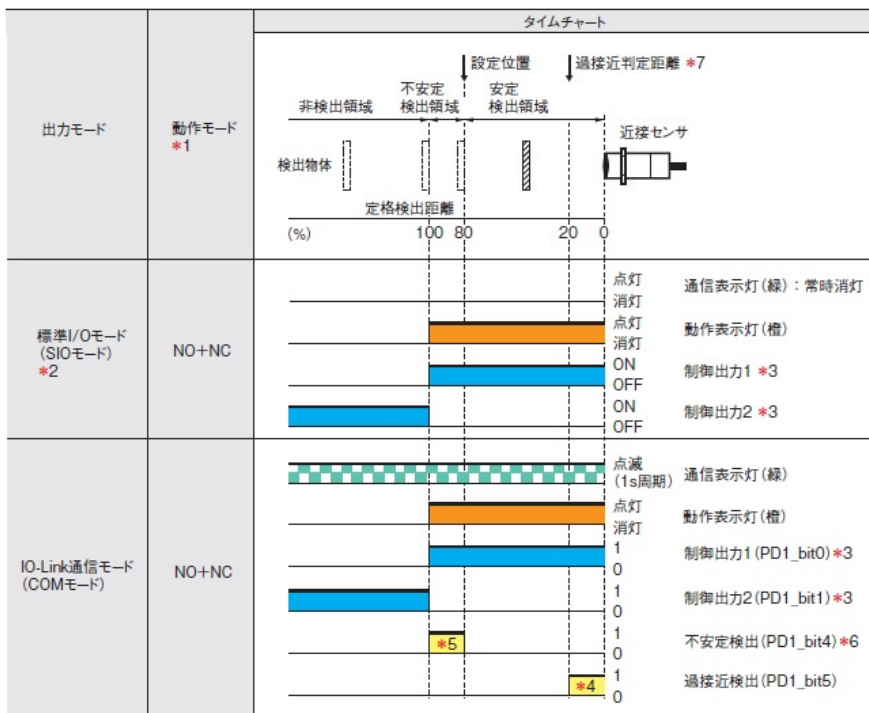 タイムチャート
出力モード
動作モード
*1
設定位置
過接近判定距離 *7
非検出領域
不安定
検出領域
安定
検出領域
近接センサ
検出物体
定格検出距離
(%)
100
80
20
0
標準I/Oモード
(SIOモード)
*2
NO+NC
点灯
消灯
通信表示灯(緑):常時消灯
点灯
消灯
動作表示灯(橙)
ON
OFF
制御出力1 *3
ON
OFF
制御出力2 *3
IO-Link通信モード
(COMモード)
NO+NC
点滅
(1s周期)
通信表示灯(緑)
点灯
消灯
動作表示灯(橙)
1
0
制御出力1(PD1_bit0)*3
1
0
制御出力2(PD1_bit1)*3
*5
1
0
不安定検出(PD1_bit4)*6
*4
1
0
過接近検出(PD1_bit5)